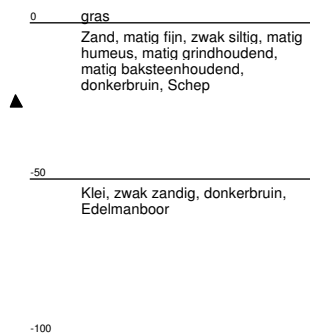 0 gras
Zand, matig fijn, zwak siltig, matig
humeus, matig grindhoudend,
matig baksteenhoudend,
donkerbruin, Schep
-50
Klei, zwak zandig, donkerbruin,
Edelmanboor
-100